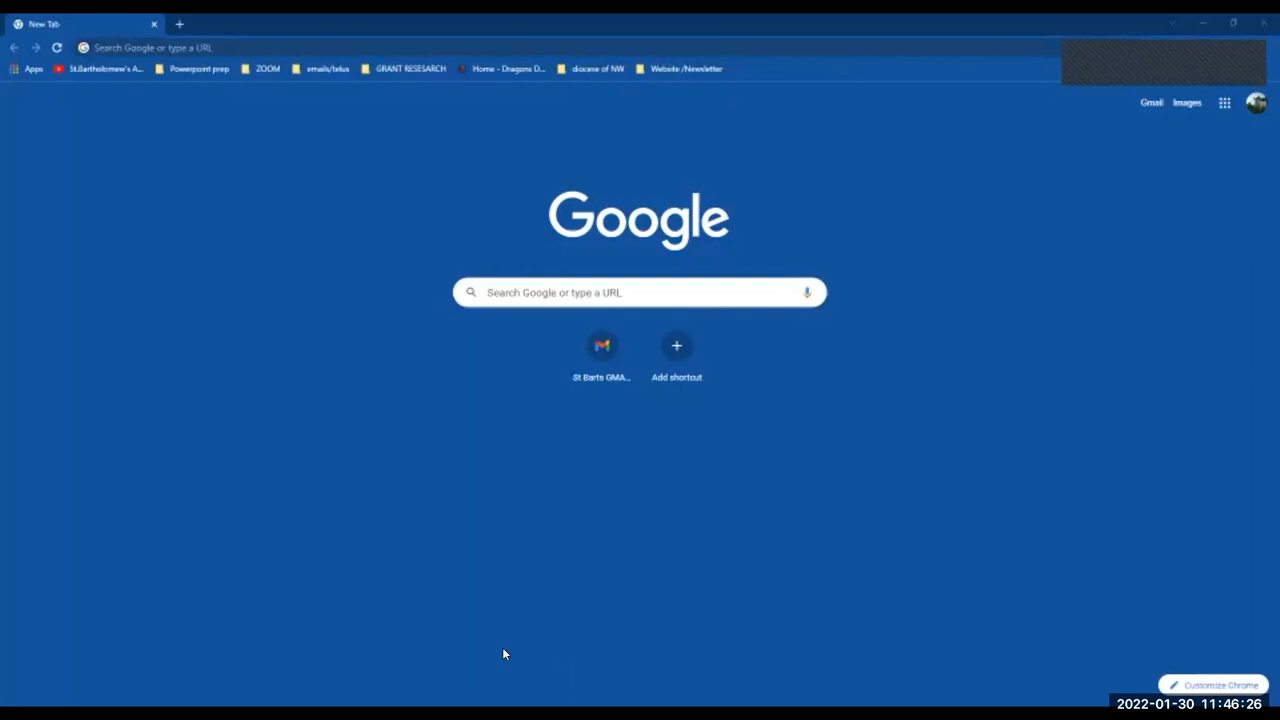 New Tab
Search Google or type a URL
Apps St.Bartholomew's A... Powerpoint prep ZOOM emails/telus GRANT RESESARCH Home - Dragons D... diocese of NW Website /Newsletter
Gmail Images
Google
Search Google or type a URL
St Barts GMA... Add shortcut
Customize Chrome
2022-01-30 11:46:26